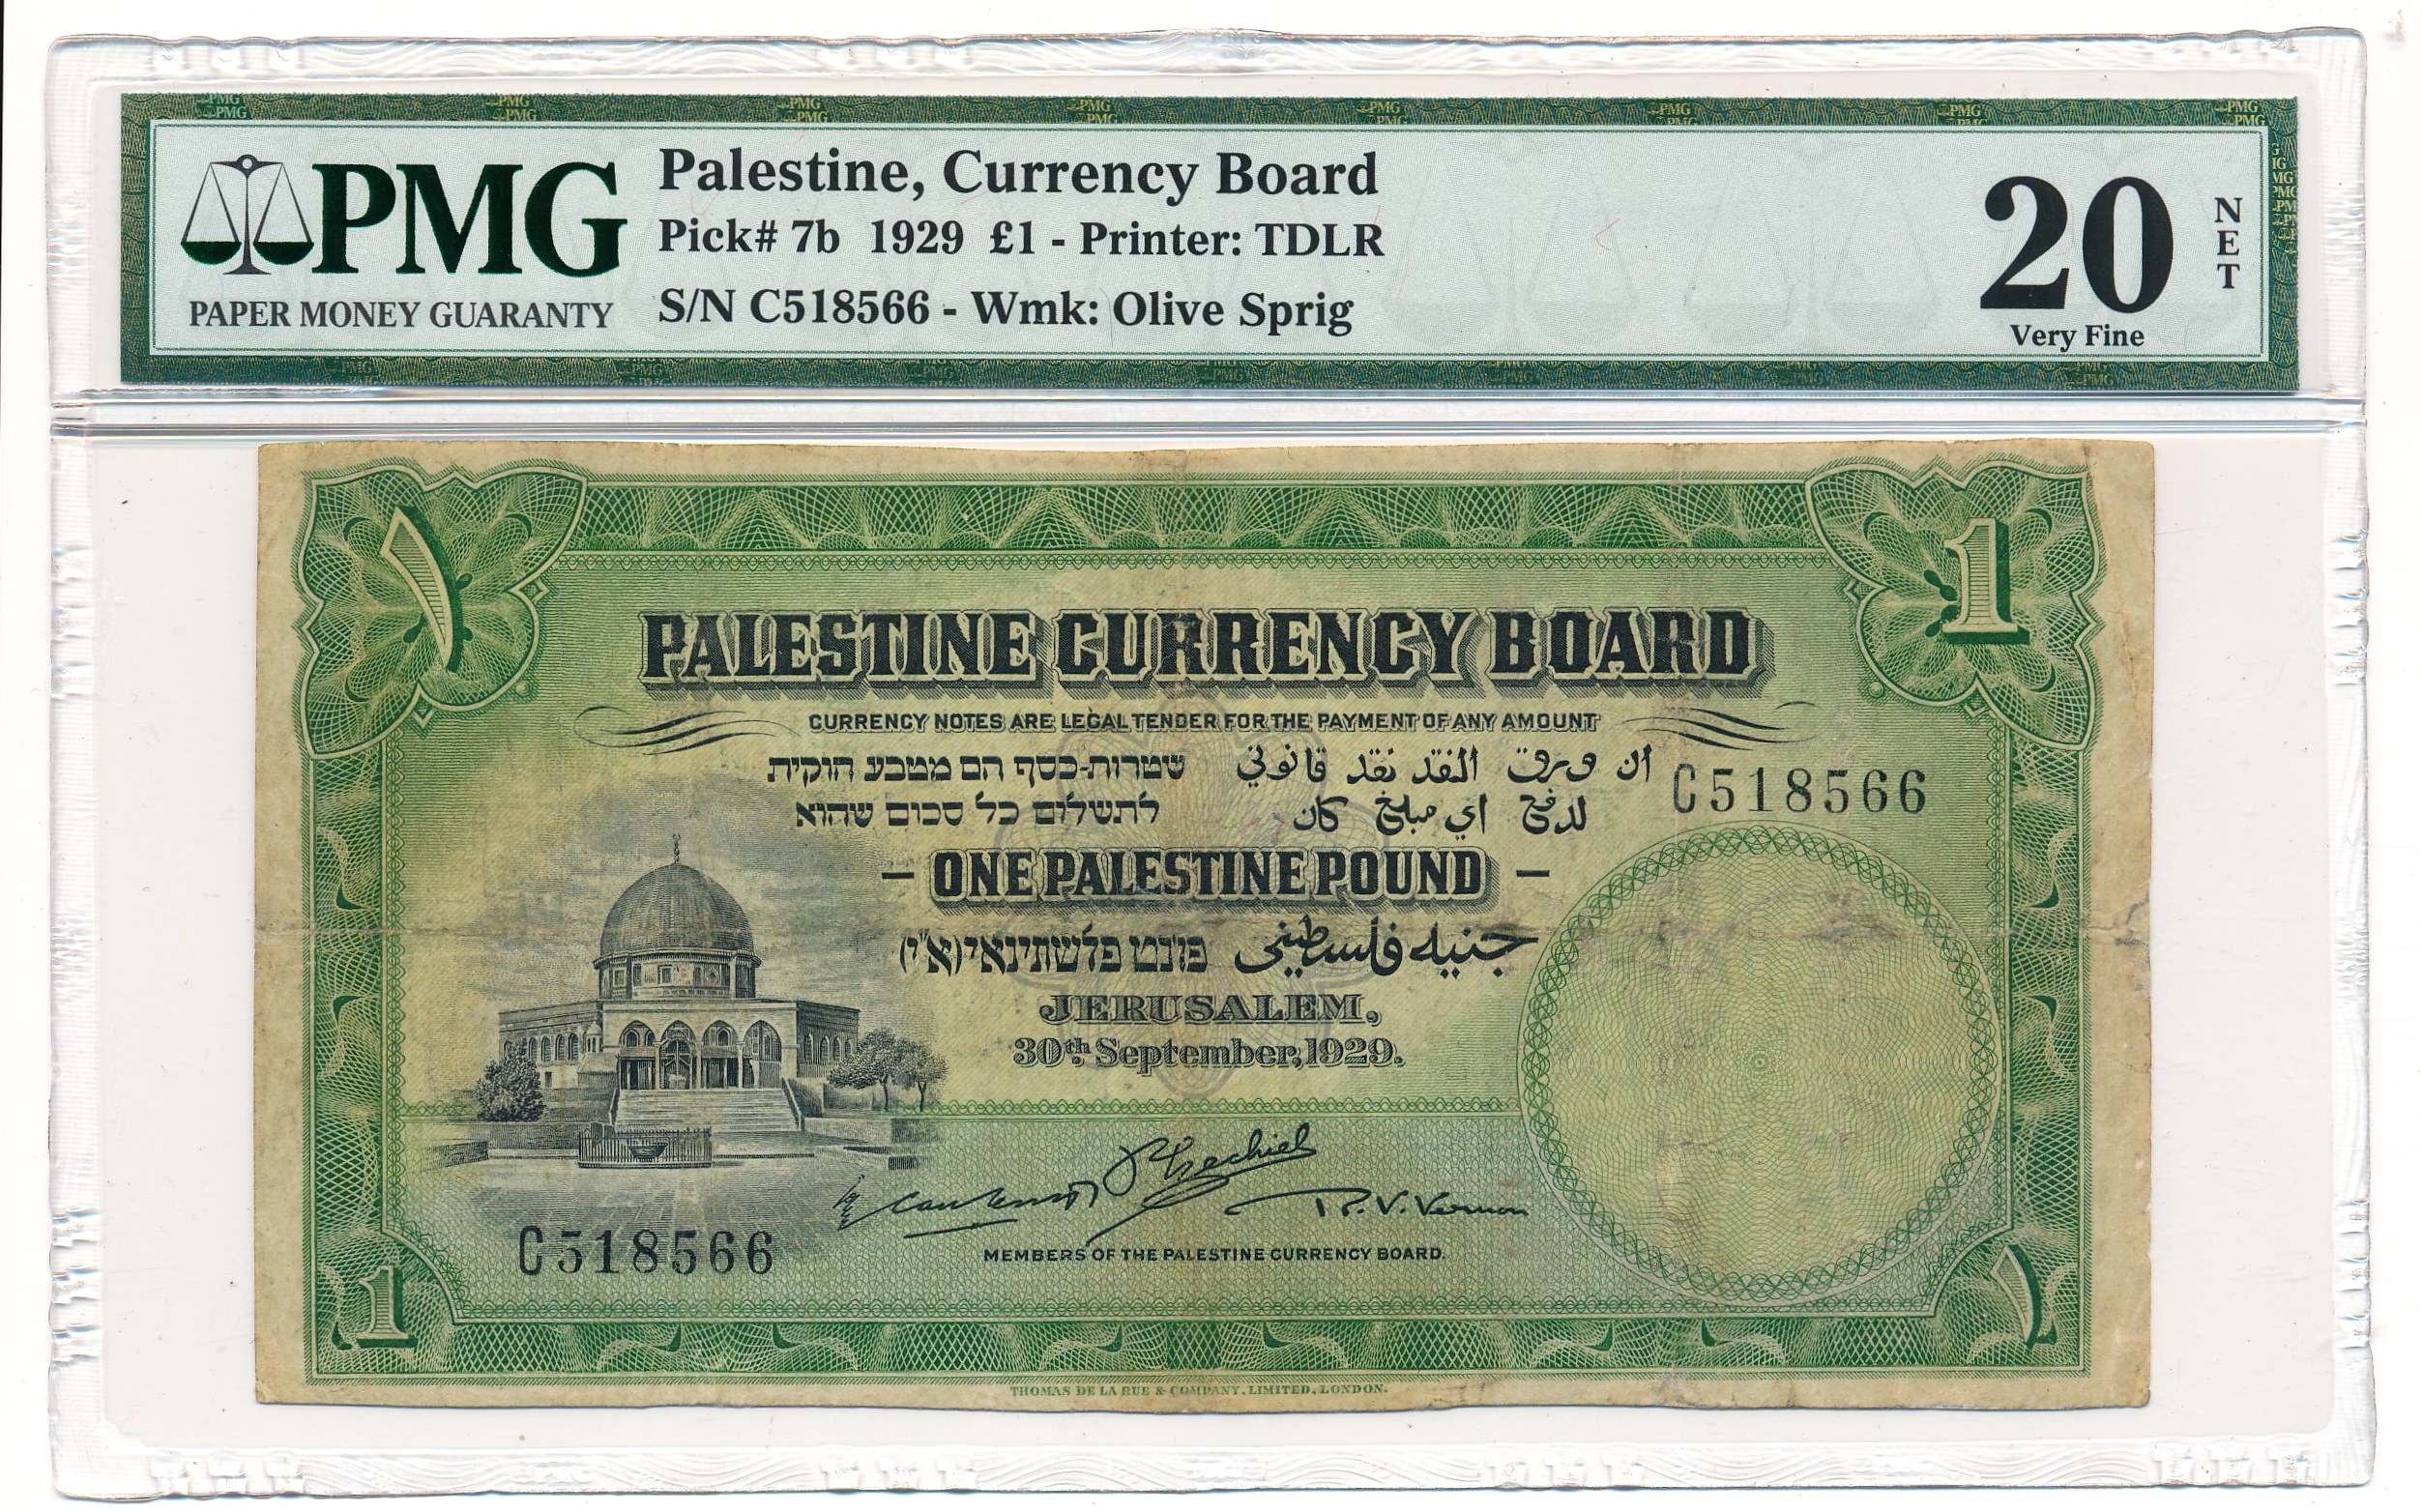 PMG
PAPER MONEY GUARANTY
Palestine, Currency Board
Pick# 7b 1929 £1 - Printer: TDLR
S/N C518566 - Wmk: Olive Sprig
20
NET
Very Fine
١
1
PALESTINE CURRENCY BOARD
CURRENCY NOTES ARE LEGAL TENDER FOR THE PAYMENT OF ANY AMOUNT
שטרות-כסף הם מטבע חוקית
ان ورق النقد نقد قانوني
C518566
לתשלום כל סכום שהוא
لدفع اي مبلغ كان
- ONE PALESTINE POUND -
פונט פלשתינאי(א"י)
جنيه فلسطيني
JERUSALEM,
30th September, 1929.
R. V. Vernon
C518566
MEMBERS OF THE PALESTINE CURRENCY BOARD.
1
١
THOMAS DE LA RUE & COMPANY, LIMITED, LONDON.